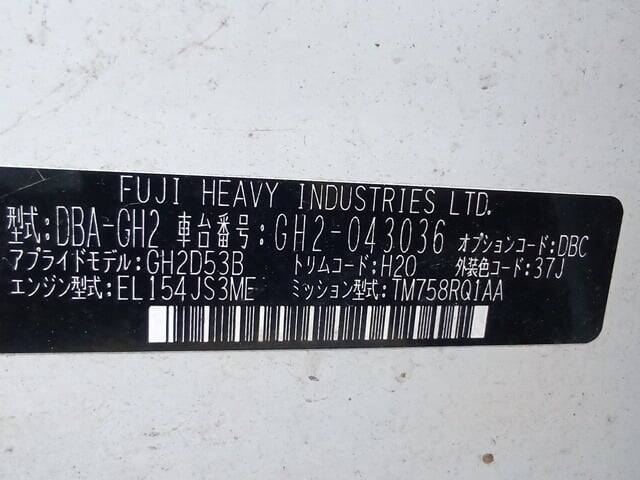 FUJI HEAVY INDUSTRIES LTD.
型式:DBA-GH2 車台番号:GH2-043036 オプションコード:DBC
アプライドモデル:GH2D53B トリムコード:H20 外装色コード:37J
エンジン型式:EL154JS3ME ミッション型式:TM758RQ1AA